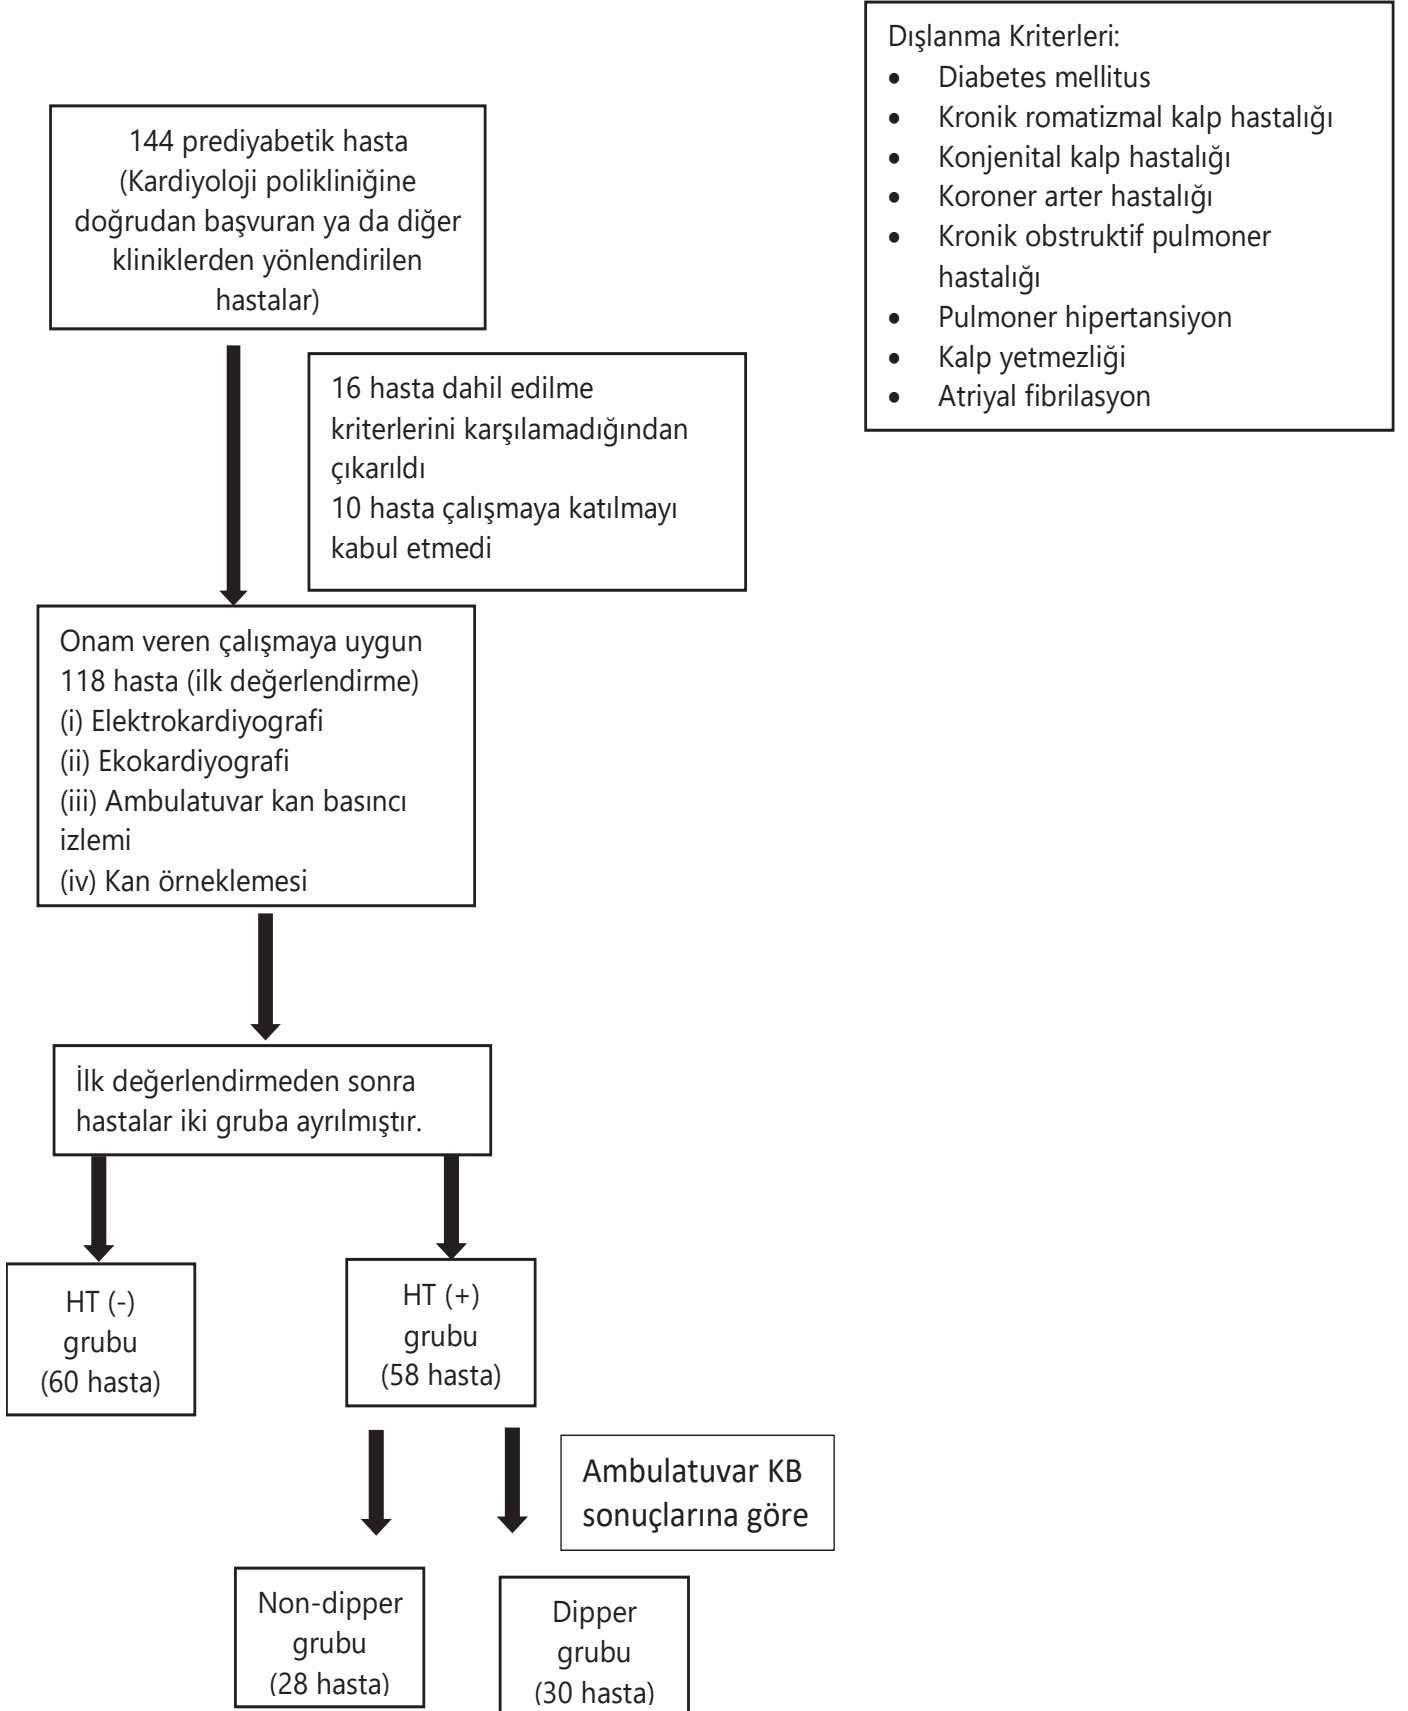 Dışlanma Kriterleri:
• Diabetes mellitus
• Kronik romatizmal kalp hastalığı
• Konjenital kalp hastalığı
• Koroner arter hastalığı
• Kronik obstruktif pulmoner
hastalığı
• Pulmoner hipertansiyon
• Kalp yetmezliği
• Atriyal fibrilasyon
144 prediyabetik hasta
(Kardiyoloji polikliniğine
doğrudan başvuran ya da diğer
kliniklerden yönlendirilen
hastalar)
16 hasta dahil edilme
kriterlerini karşılamadığından
çıkarıldı
10 hasta çalışmaya katılmayı
kabul etmedi
Onam veren çalışmaya uygun
118 hasta (ilk değerlendirme)
(i) Elektrokardiyografi
(ii) Ekokardiyografi
(iii) Ambulatuvar kan basıncı
izlemi
(iv) Kan örneklemesi
İlk değerlendirmeden sonra
hastalar iki gruba ayrılmıştır.
HT (-)
grubu
(60 hasta)
HT (+)
grubu
(58 hasta)
Ambulatuvar KB
sonuçlarına göre
Non-dipper
grubu
(28 hasta)
Dipper
grubu
(30 hasta)